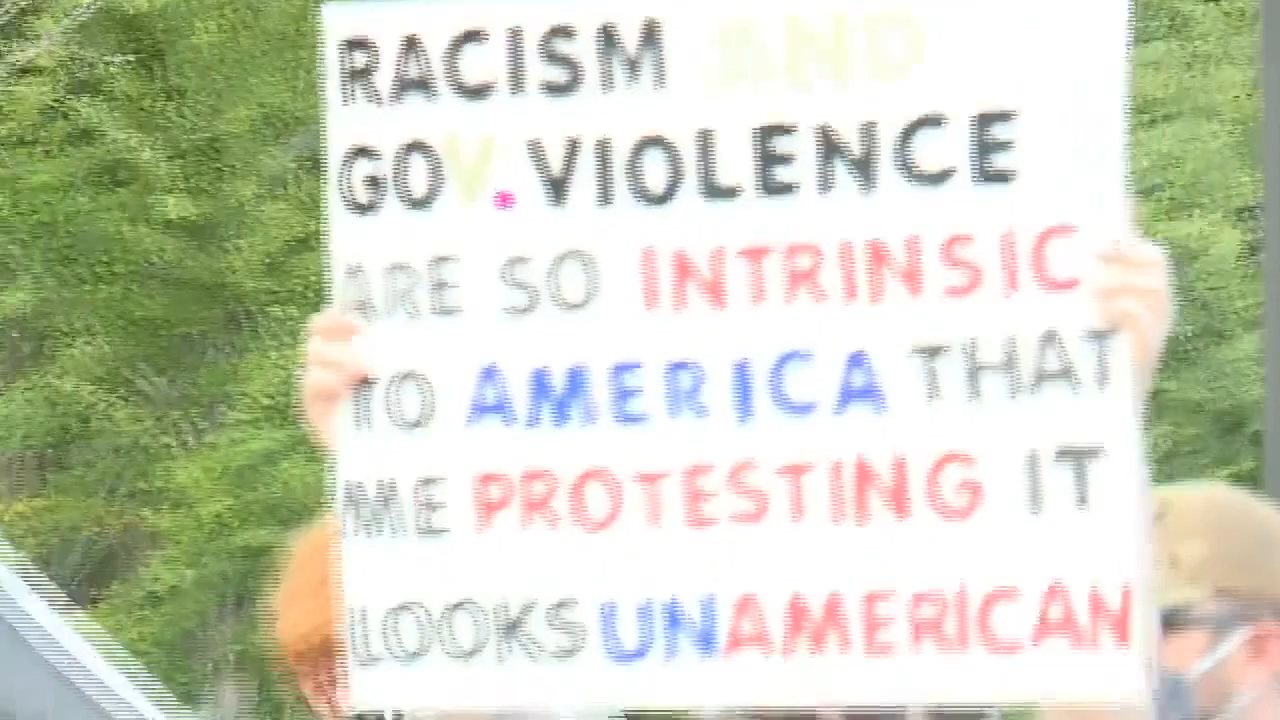 RACISM AND
GOV. VIOLENCE
ARE SO INTRINSIC
TO AMERICA THAT
ME PROTESTING IT
LOOKS UNAMERICAN